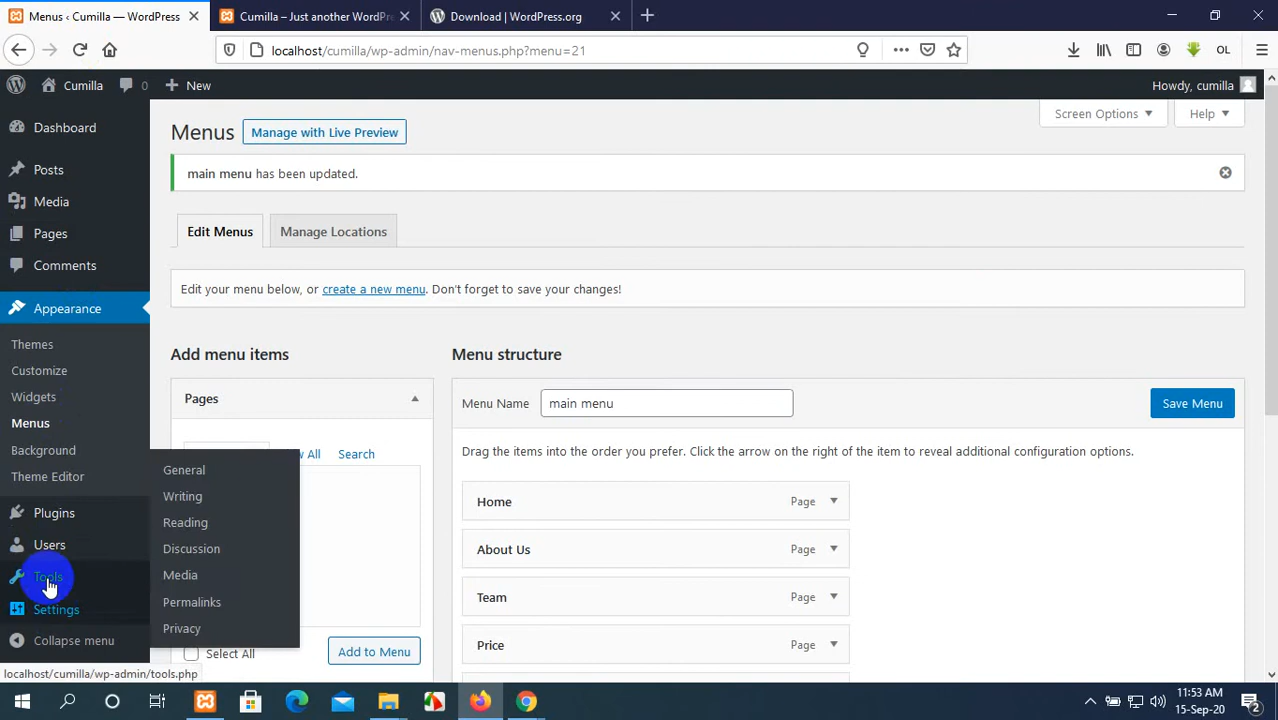 Menus ‹ Cumilla — WordPress
Cumilla – Just another WordPre
Download | WordPress.org
localhost/cumilla/wp-admin/nav-menus.php?menu=21
OL
Cumilla
0
New
Howdy, cumilla
Dashboard
Posts
Media
Pages
Comments
Appearance
Themes
Customize
Widgets
Menus
Background
Theme Editor
Plugins
Users
Tools
Settings
Collapse menu
General
Writing
Reading
Discussion
Media
Permalinks
Privacy
Screen Options
Help
Menus
Manage with Live Preview
main menu has been updated.
Edit Menus
Manage Locations
Edit your menu below, or create a new menu. Don't forget to save your changes!
Add menu items
Pages
w All
Search
Select All
Add to Menu
Menu structure
Menu Name
main menu
Save Menu
Drag the items into the order you prefer. Click the arrow on the right of the item to reveal additional configuration options.
Home
Page
About Us
Page
Team
Page
Price
Page
localhost/cumilla/wp-admin/tools.php
11:53 AM
15-Sep-20
2